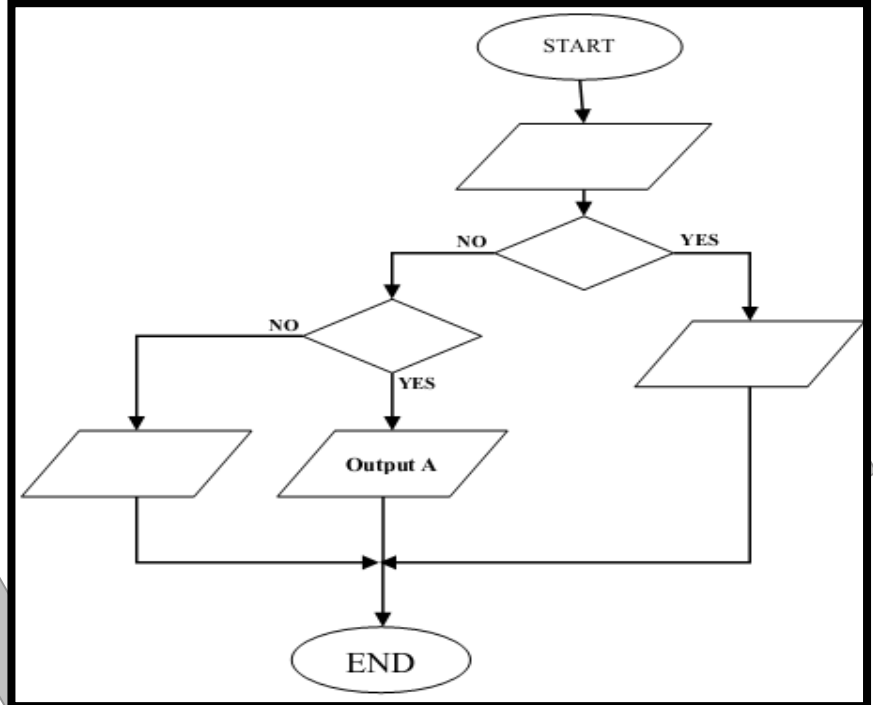 START
NO
YES
NO
YES
Output A
END